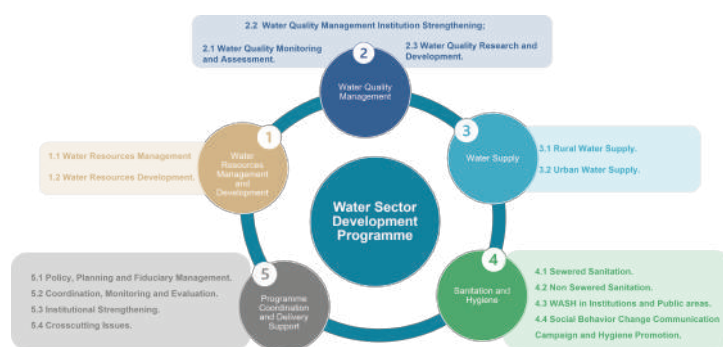 2.2 Water Quality Management Institution Strengthening;
2.1 Water Quality Monitoring
and Assessment.
2.3 Water Quality Research and
Development.
2
Water Quality
Management
1
Water
Resources
Management
and
Development
1.1 Water Resources Management
1.2 Water Resources Development.
3
Water Supply
3.1 Rural Water Supply.
3.2 Urban Water Supply.
Water Sector
Development
Programme
4
Sanitation and
Hygiene
4.1 Sewered Sanitation.
4.2 Non Sewered Sanitation.
4.3 WASH in Institutions and Public areas.
4.4 Social Behavior Change Communication
Campaign and Hygiene Promotion.
5
Programme
Coordination
and Delivery
Support
5.1 Policy, Planning and Fiduciary Management.
5.2 Coordination, Monitoring and Evaluation.
5.3 Institutional Strengthening.
5.4 Crosscutting Issues.